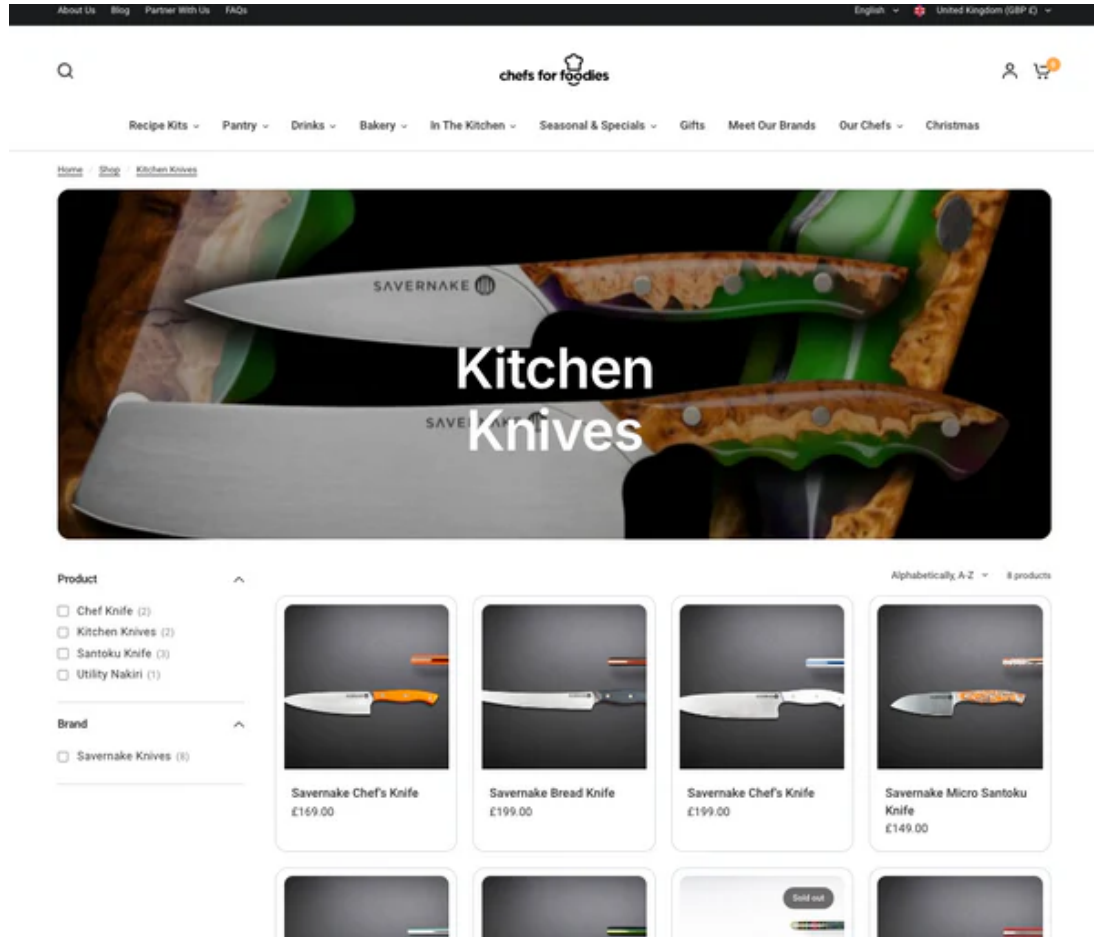 About Us Blog Partner With Us FAQs English United Kingdom (GBP £)
chefs for foodies
0
Recipe Kits Pantry Drinks Bakery In The Kitchen Seasonal & Specials Gifts Meet Our Brands Our Chefs Christmas
Home / Shop / Kitchen Knives
SAVERNAKE
Kitchen
SAVERNAKE
Knives
Alphabetically, A-Z 8 products
Product
Chef Knife (2)
Kitchen Knives (2)
Santoku Knife (3)
Utility Nakiri (1)
Brand
Savernake Knives (8)
Savernake Chef's Knife
£169.00
Savernake Bread Knife
£199.00
Savernake Chef's Knife
£199.00
Savernake Micro Santoku
Knife
£149.00
Sold out